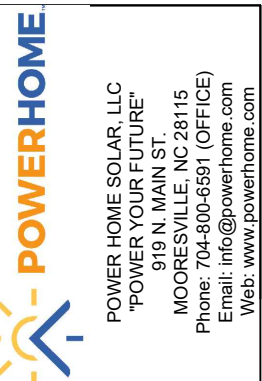 POWERHOME
POWER HOME SOLAR, LLC
"POWER YOUR FUTURE"
919 N. MAIN ST.
MOORESVILLE, NC 28115
Phone: 704-800-6591 (OFFICE)
Email: info@powerhome.com
Web: www.powerhome.com